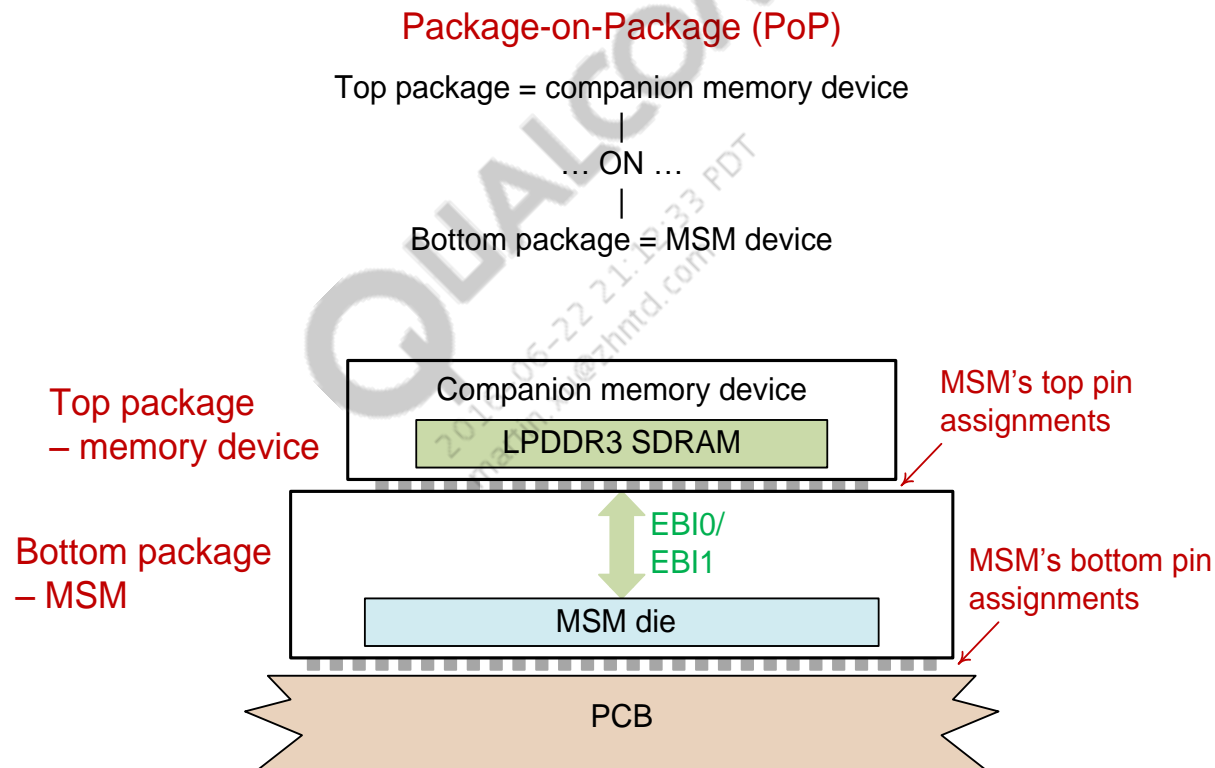 Package-on-Package (PoP)
Top package = companion memory device
|
… ON …
|
Bottom package = MSM device
Top package
– memory device
Companion memory device
LPDDR3 SDRAM
MSM’s top pin
assignments
EBI0/
EBI1
Bottom package
– MSM
MSM die
MSM’s bottom pin
assignments
PCB